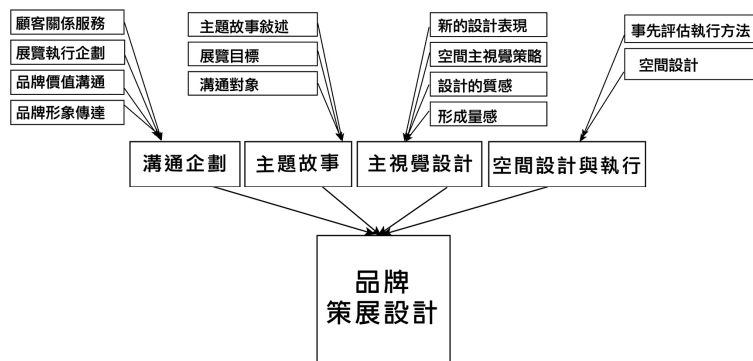 顧客關係服務
展覽執行企劃
品牌價值溝通
品牌形象傳達
主題故事敘述
展覽目標
溝通對象
新的設計表現
空間主視覺策略
設計的質感
形成量感
事先評估執行方法
空間設計
溝通企劃
主題故事
主視覺設計
空間設計與執行
品牌
策展設計